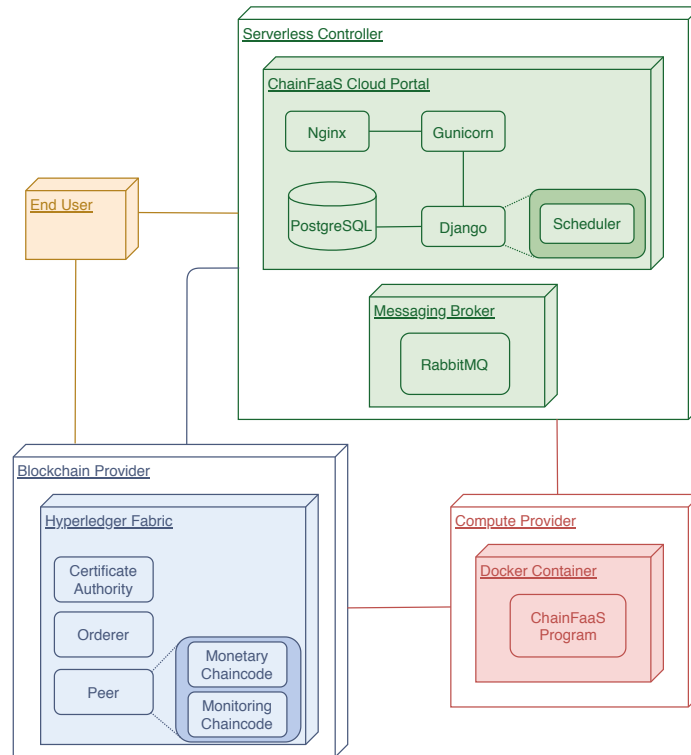 Serverless Controller
ChainFaaS Cloud Portal
Nginx
Gunicorn
PostgreSQL
Django
Scheduler
End User
Messaging Broker
RabbitMQ
Blockchain Provider
Hyperledger Fabric
Certificate
Authority
Orderer
Peer
Monetary
Chaincode
Monitoring
Chaincode
Compute Provider
Docker Container
ChainFaaS
Program